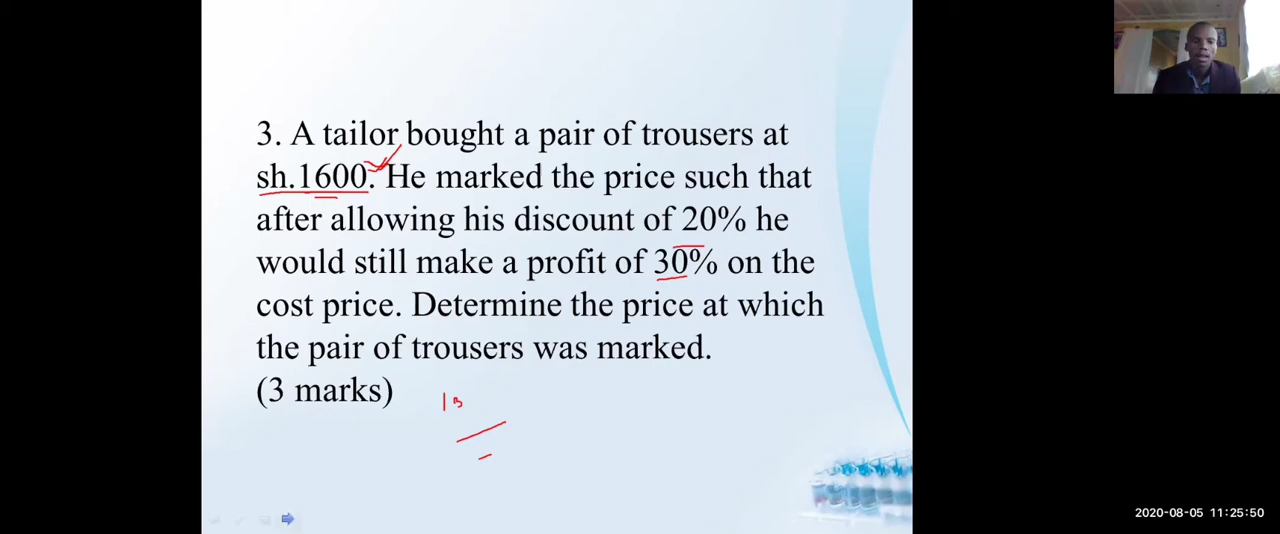 3. A tailor bought a pair of trousers at
sh.1600. He marked the price such that
after allowing his discount of 20% he
would still make a profit of 30% on the
cost price. Determine the price at which
the pair of trousers was marked.
(3 marks)
2020-08-05 11:25:50